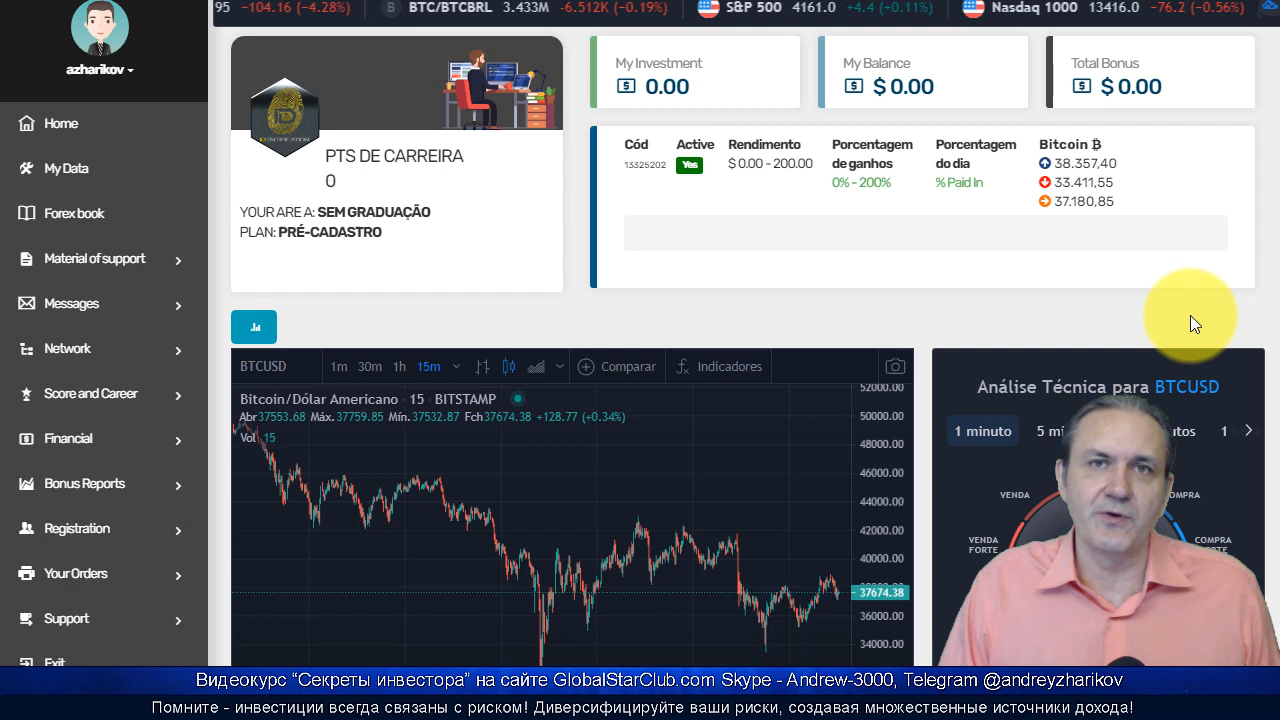 95 −104.16 (−4.28%) B BTC/BTCBRL 3.433M −6.512K (−0.19%) S&P 500 4161.0 +4.4 (+0.11%) Nasdaq 1000 13416.0 −76.2 (−0.56%)
azharikov
Home
My Data
Forex book
Material of support
Messages
Network
Score and Career
Financial
Bonus Reports
Registration
Your Orders
Support
Exit
IDENTIFICATION
PTS DE CARREIRA
0
YOUR ARE A: SEM GRADUAÇÃO
PLAN: PRÉ-CADASTRO
My Investment
0.00
My Balance
$ 0.00
Total Bonus
$ 0.00
Cód Active Rendimento Porcentagem de ganhos Porcentagem do dia Bitcoin ₿
13325202 Yes $ 0.00 - 200.00 0% - 200% % Paid In
38.357,40
33.411,55
37.180,85
BTCUSD 1m 30m 1h 15m Comparar Indicadores
Bitcoin/Dólar Americano · 15 · BITSTAMP
Abr37553.68 Máx.37759.85 Mín.37532.87 Fch37674.38 +128.77 (+0.34%)
Vol 15
52000.00
50000.00
48000.00
46000.00
44000.00
42000.00
40000.00
38000.00
37674.38
36000.00
34000.00
Análise Técnica para BTCUSD
1 minuto 5 mi tos 1 h
VENDA
COMPRA
VENDA FORTE
COMPRA FORTE
Видеокурс "Секреты инвестора" на сайте GlobalStarClub.com Skype - Andrew-3000, Telegram @andreyzharikov
Помните - инвестиции всегда связаны с риском! Диверсифицируйте ваши риски, создавая множественные источники дохода!